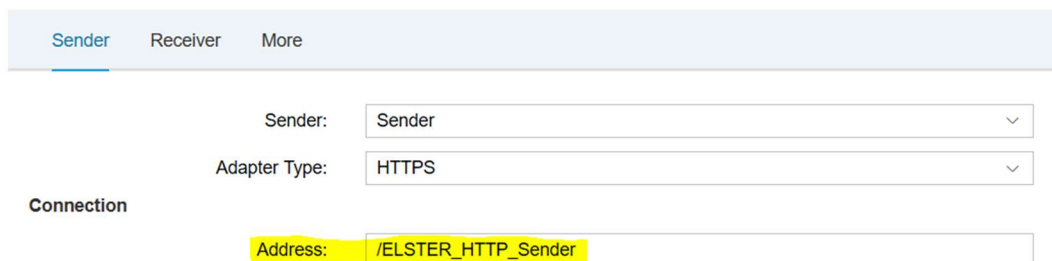 Sender Receiver More
Sender: Sender
Adapter Type: HTTPS
Connection
Address: /ELSTER_HTTP_Sender